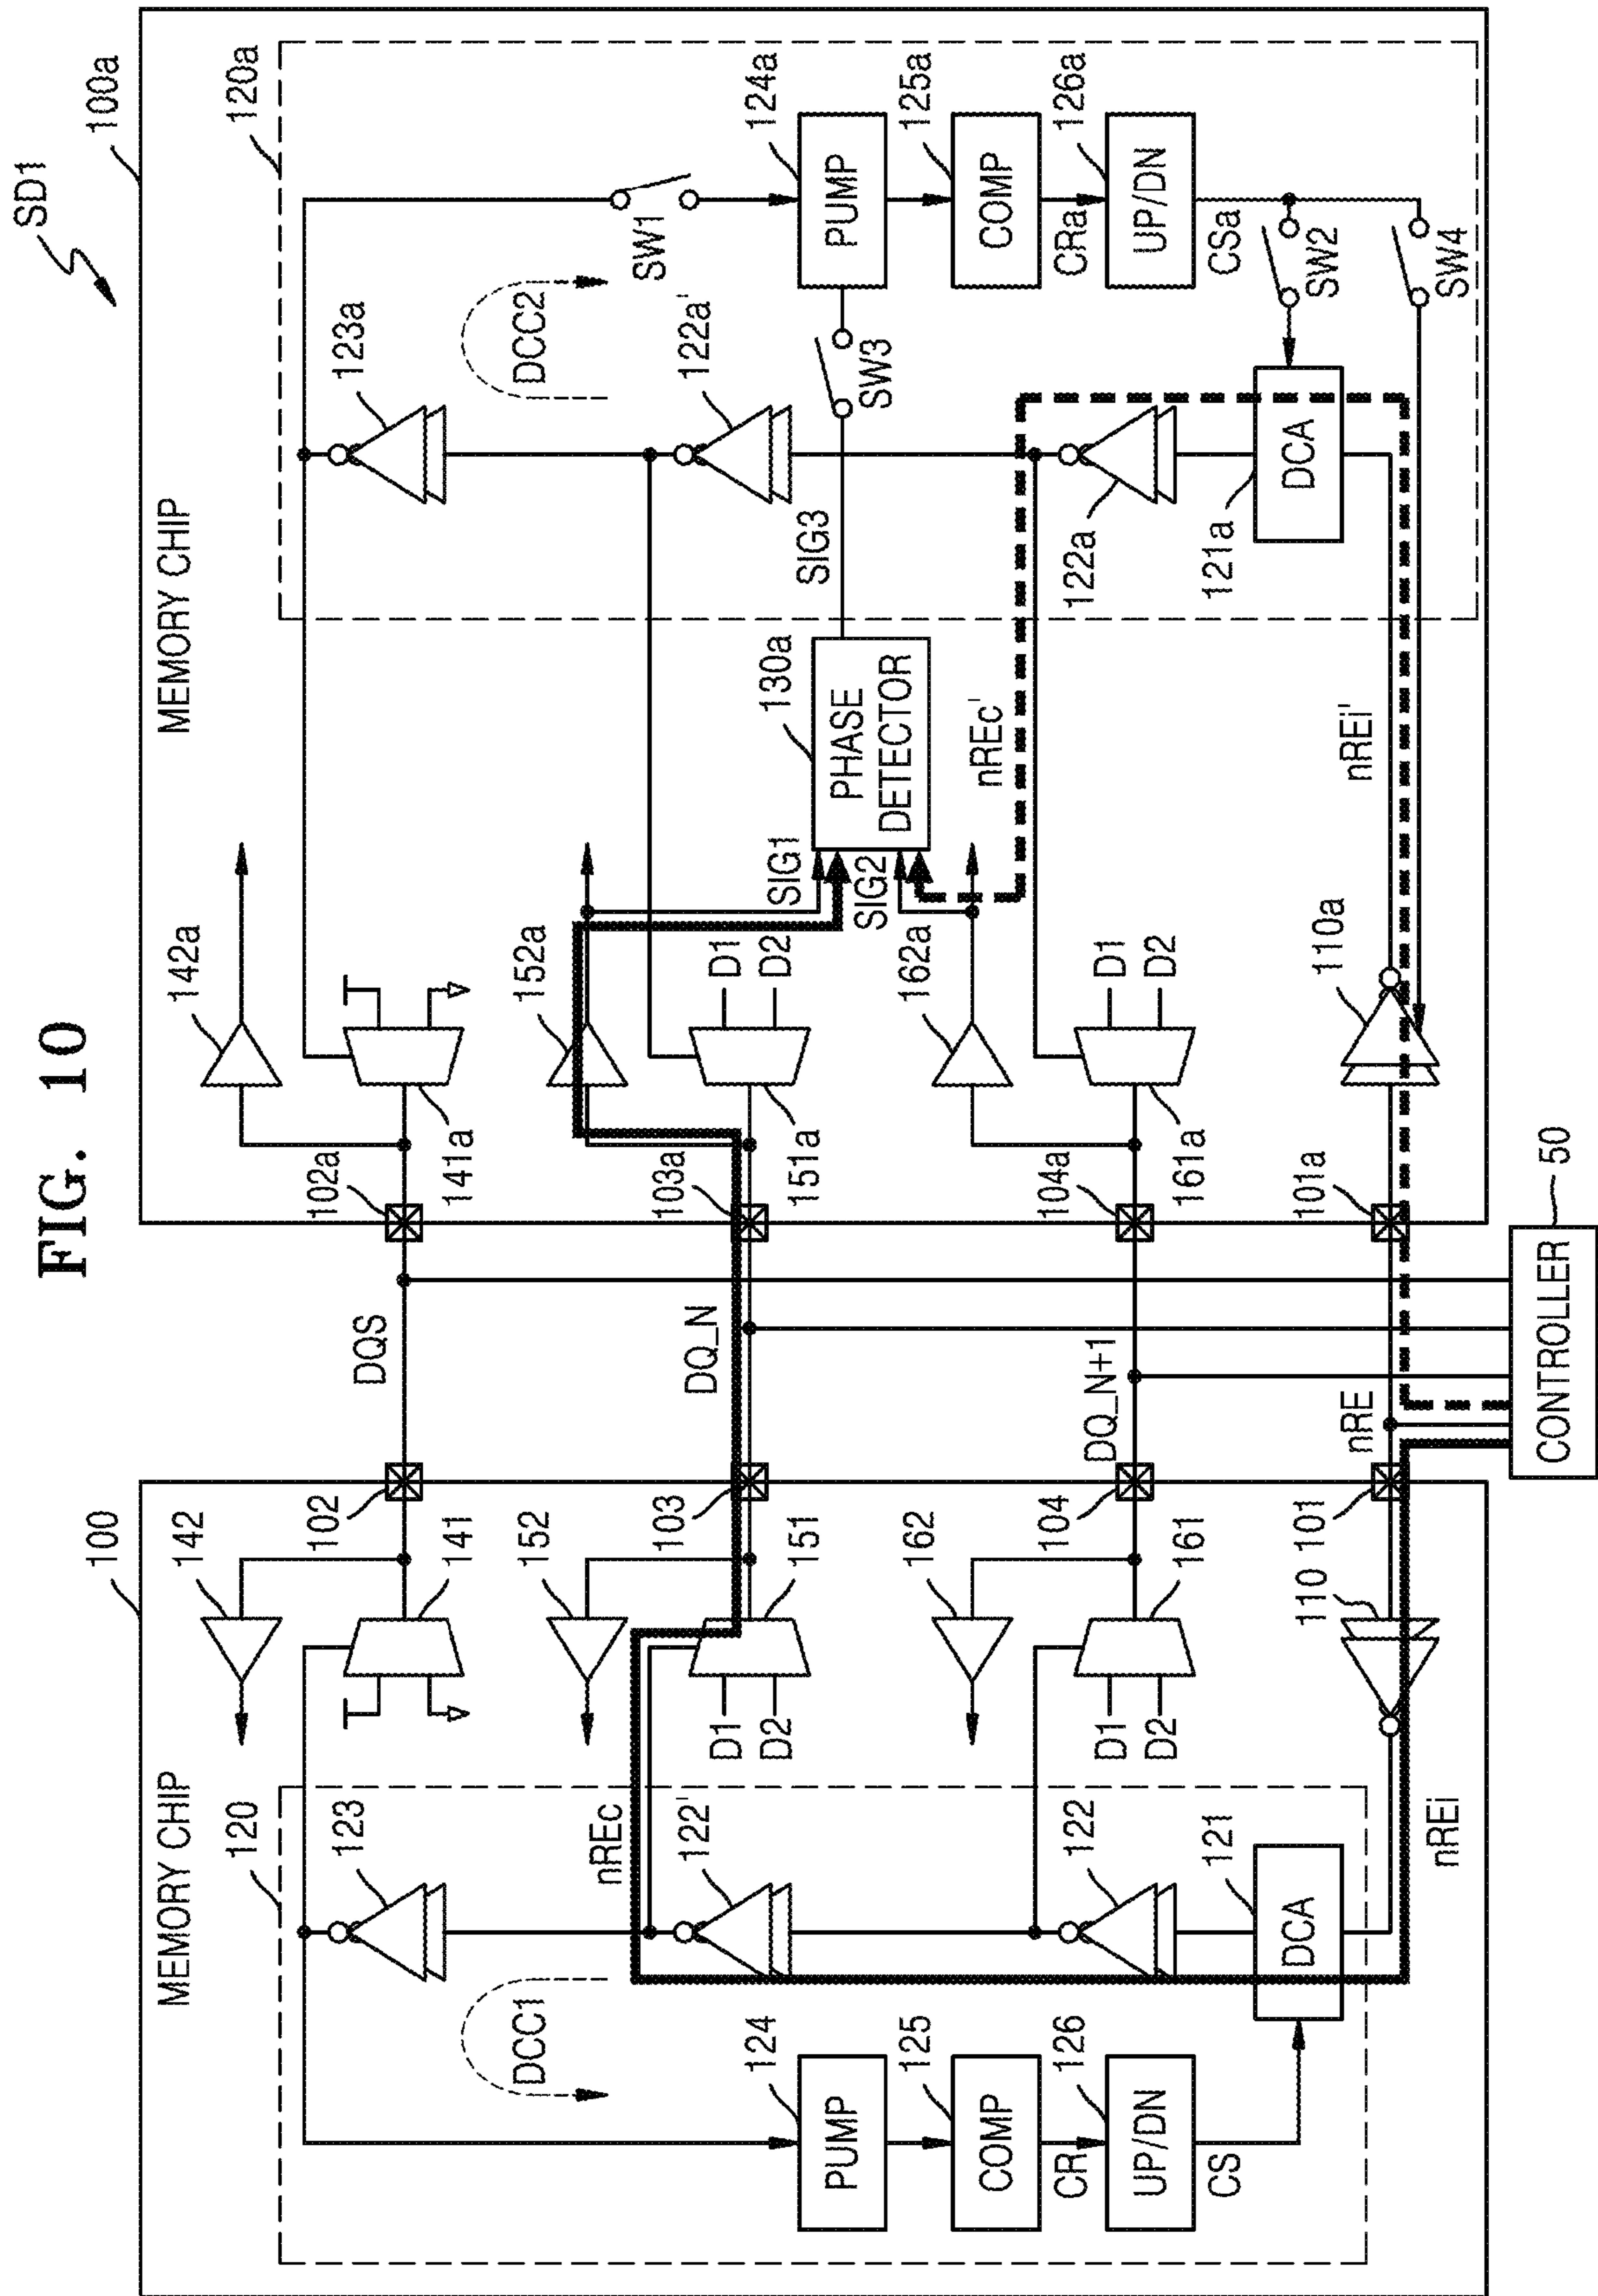 FIG. 10
SD1
100
MEMORY CHIP
120
123
DCC1
nREc
122'
122
121
DCA
124
PUMP
125
COMP
CR
126
UP/DN
CS
nREi
142
102
141
152
103
151
D1
D2
162
104
161
D1
D2
110
101
DQS
DQ_N
DQ_N+1
nRE
CONTROLLER
50
100a
MEMORY CHIP
120a
142a
102a
141a
152a
103a
151a
D1
D2
162a
104a
161a
D1
D2
101a
110a
SIG1
SIG2
130a
PHASE
DETECTOR
SIG3
nREc'
nREi'
123a
DCC2
122a'
122a
121a
DCA
SW1
SW3
124a
PUMP
125a
COMP
CRa
126a
UP/DN
CSa
SW2
SW4